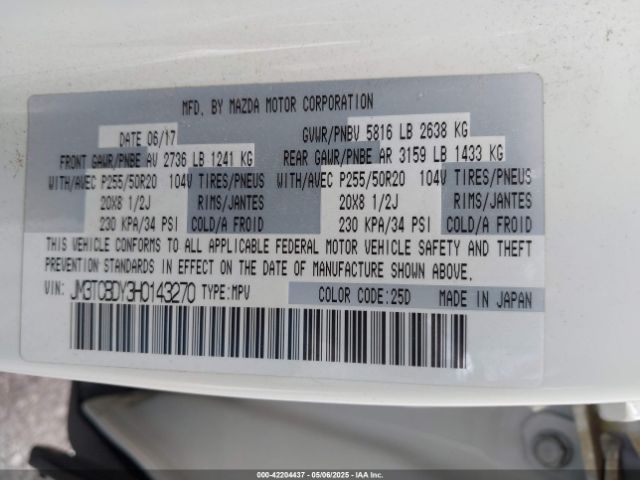 MFD. BY MAZDA MOTOR CORPORATION
DATE 06/17 GVWR/PNBV 5816 LB 2638 KG
FRONT GAWR/PNBE AV 2736 LB 1241 KG REAR GAWR/PNBE AR 3159 LB 1433 KG
WITH/AVEC P255/50R20 104V TIRES/PNEUS WITH/AVEC P255/50R20 104V TIRES/PNEUS
20X8 1/2J RIMS/JANTES 20X8 1/2J RIMS/JANTES
230 KPA/34 PSI COLD/A FROID 230 KPA/34 PSI COLD/A FROID
THIS VEHICLE CONFORMS TO ALL APPLICABLE FEDERAL MOTOR VEHICLE SAFETY AND THEFT
PREVENTION STANDARDS IN EFFECT ON THE DATE OF MANUFACTURE SHOWN ABOVE.
VIN: JM3TCBDY3H0143270 TYPE:MPV COLOR CODE:25D MADE IN JAPAN
000-42204437 - 05/06/2025 - IAA Inc.